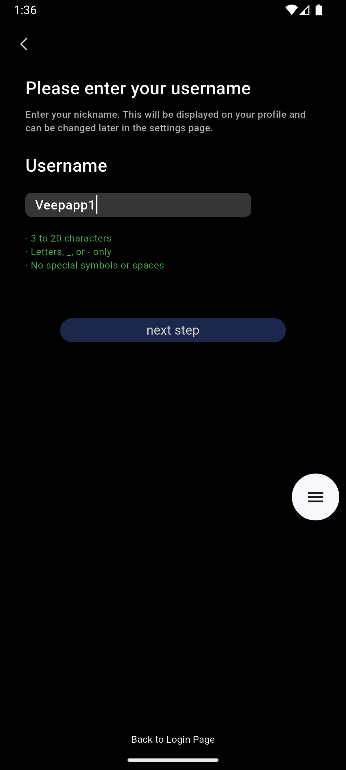 1:36
Please enter your username
Enter your nickname. This will be displayed on your profile and
can be changed later in the settings page.
Username
Veepapp1
· 3 to 20 characters
· Letters, _, or - only
· No special symbols or spaces
next step
Back to Login Page